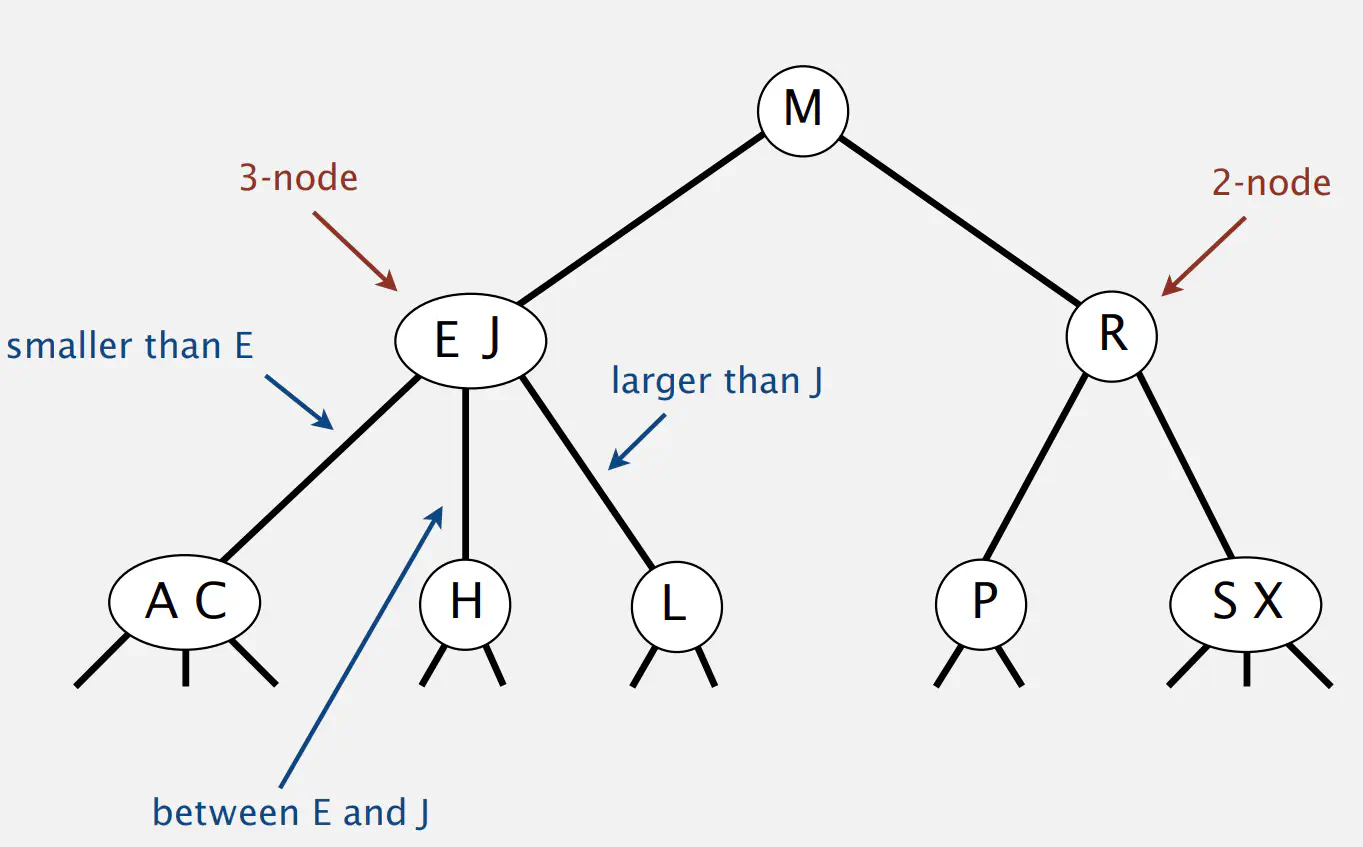 M
3-node
2-node
E J
R
smaller than E
larger than J
A C
H
L
P
S X
between E and J